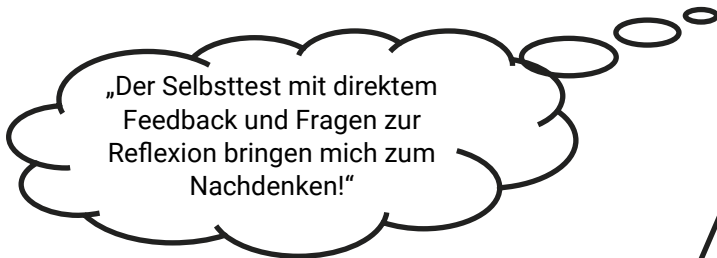 „Der Selbsttest mit direktem
Feedback und Fragen zur
Reflexion bringen mich zum
Nachdenken!“